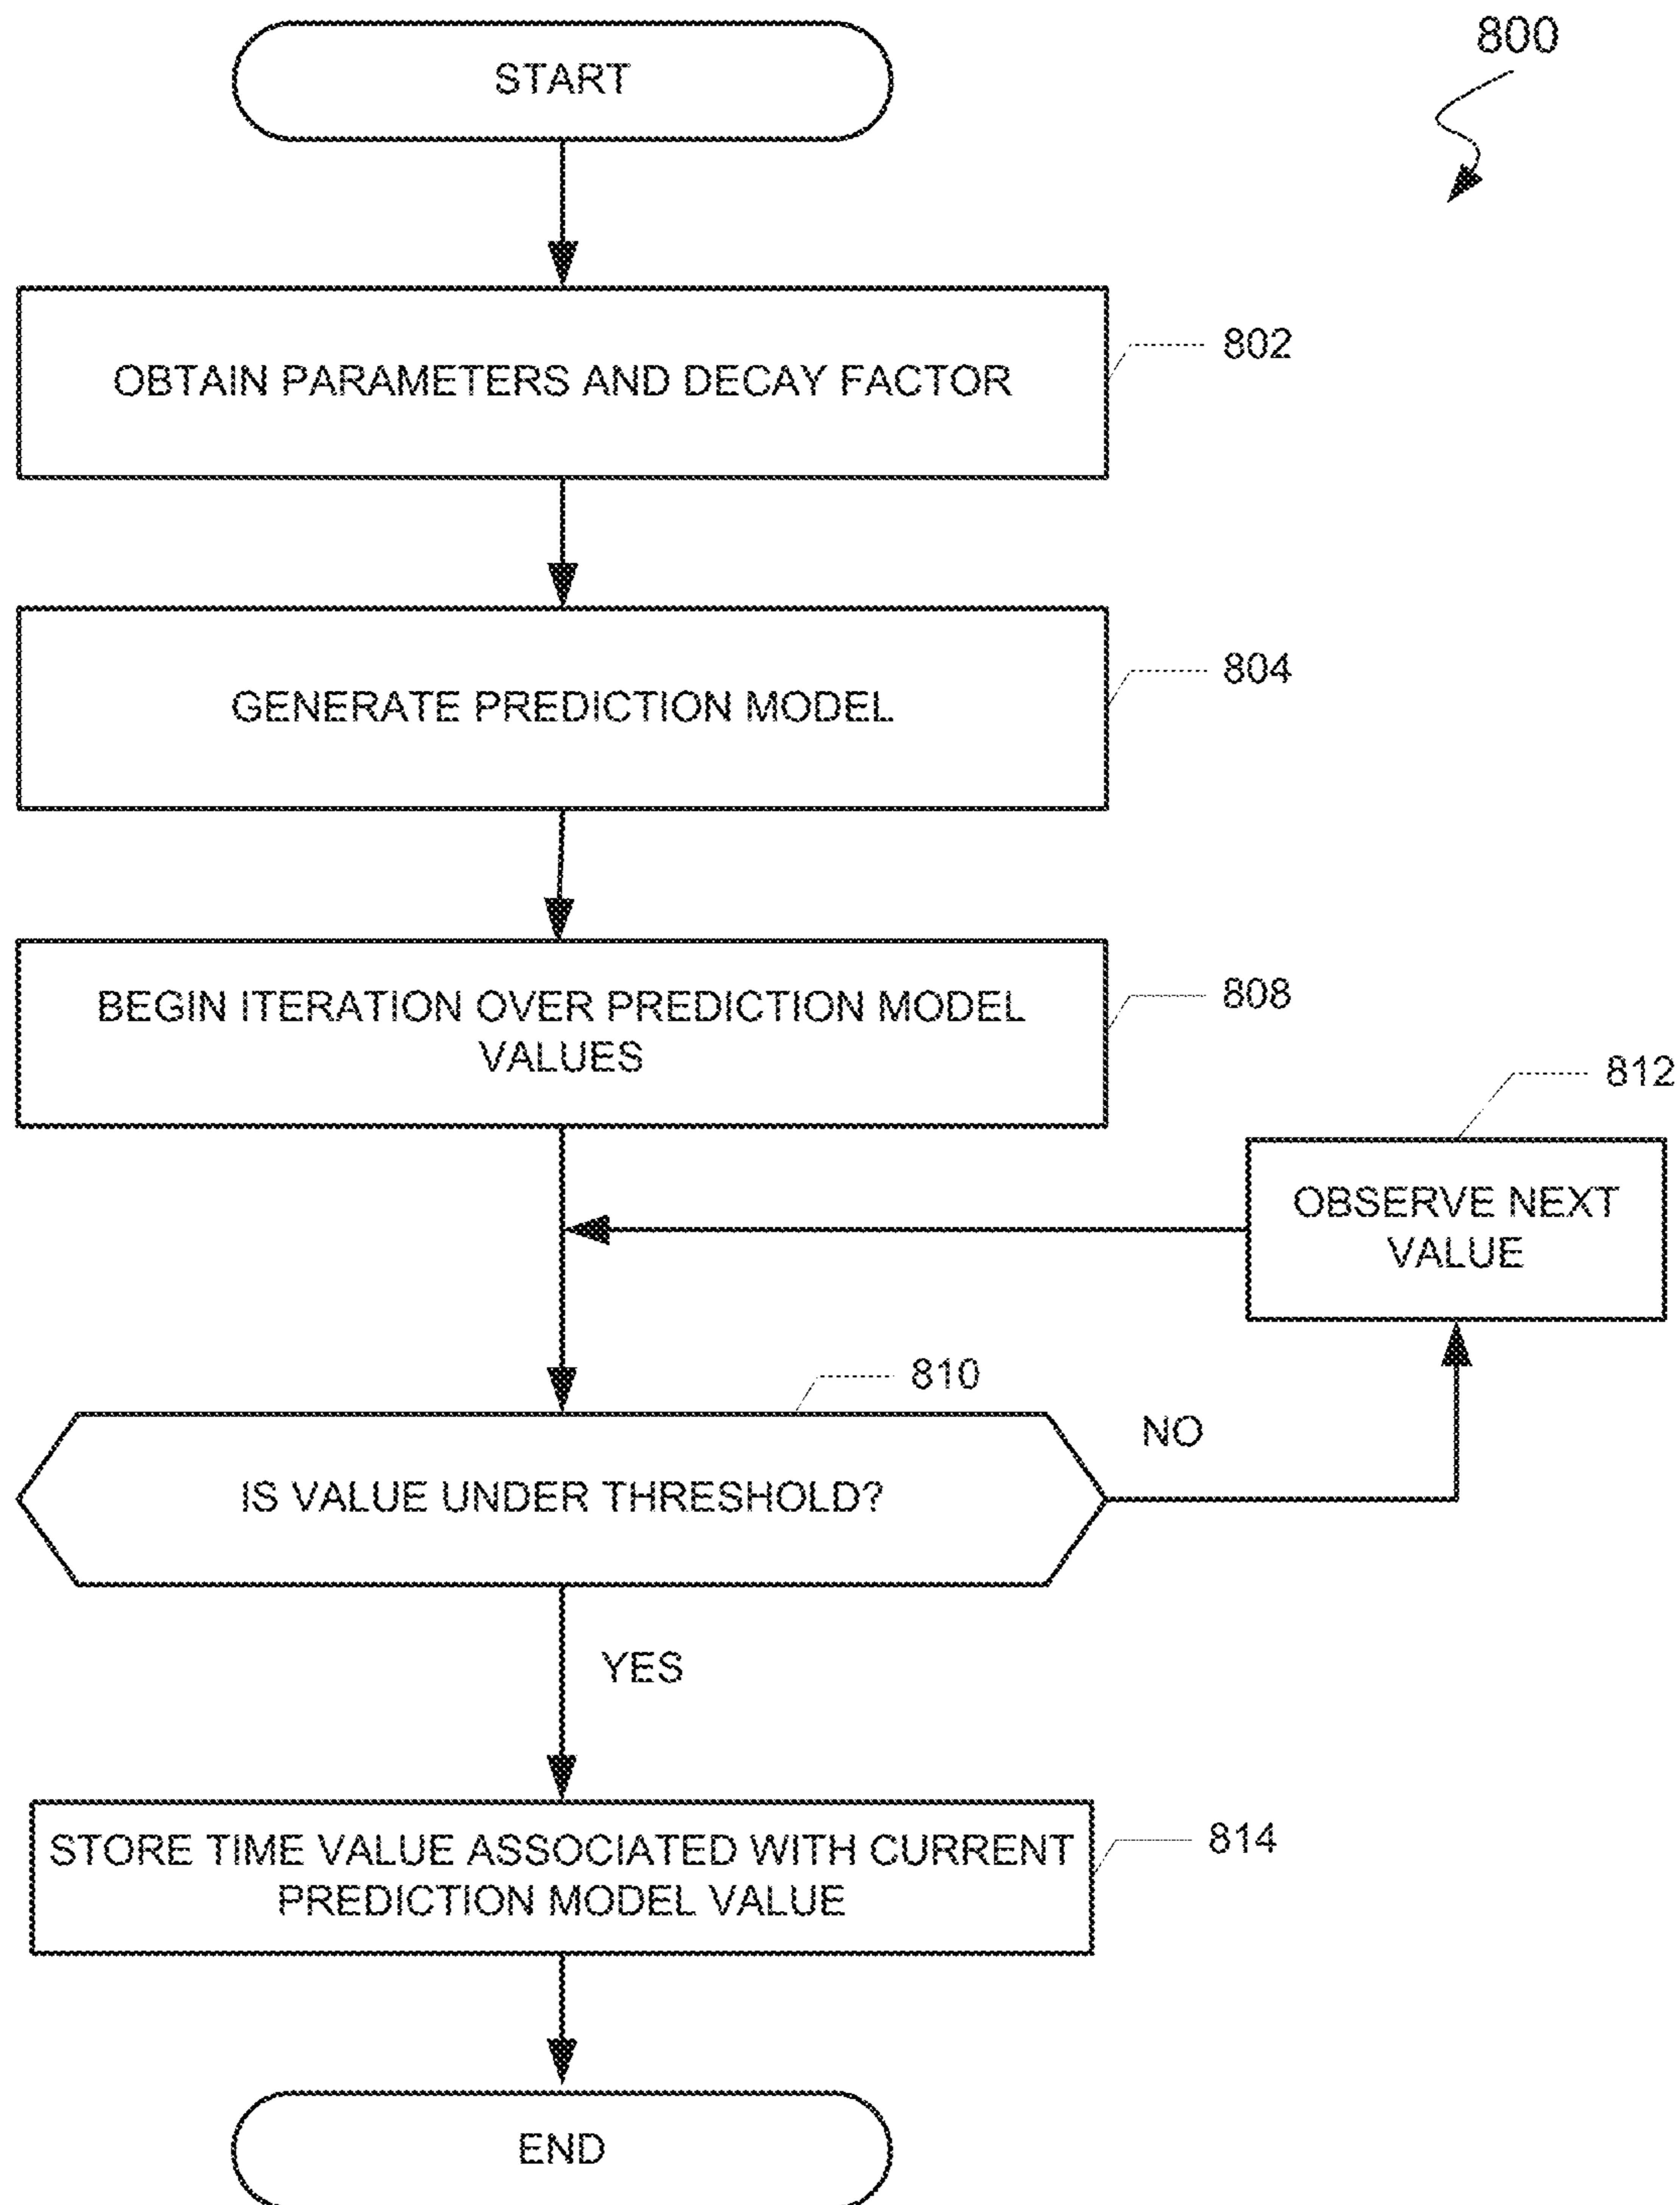 800
START
OBTAIN PARAMETERS AND DECAY FACTOR
802
GENERATE PREDICTION MODEL
804
BEGIN ITERATION OVER PREDICTION MODEL
VALUES
808
812
OBSERVE NEXT
VALUE
810
NO
IS VALUE UNDER THRESHOLD?
YES
STORE TIME VALUE ASSOCIATED WITH CURRENT
PREDICTION MODEL VALUE
814
END